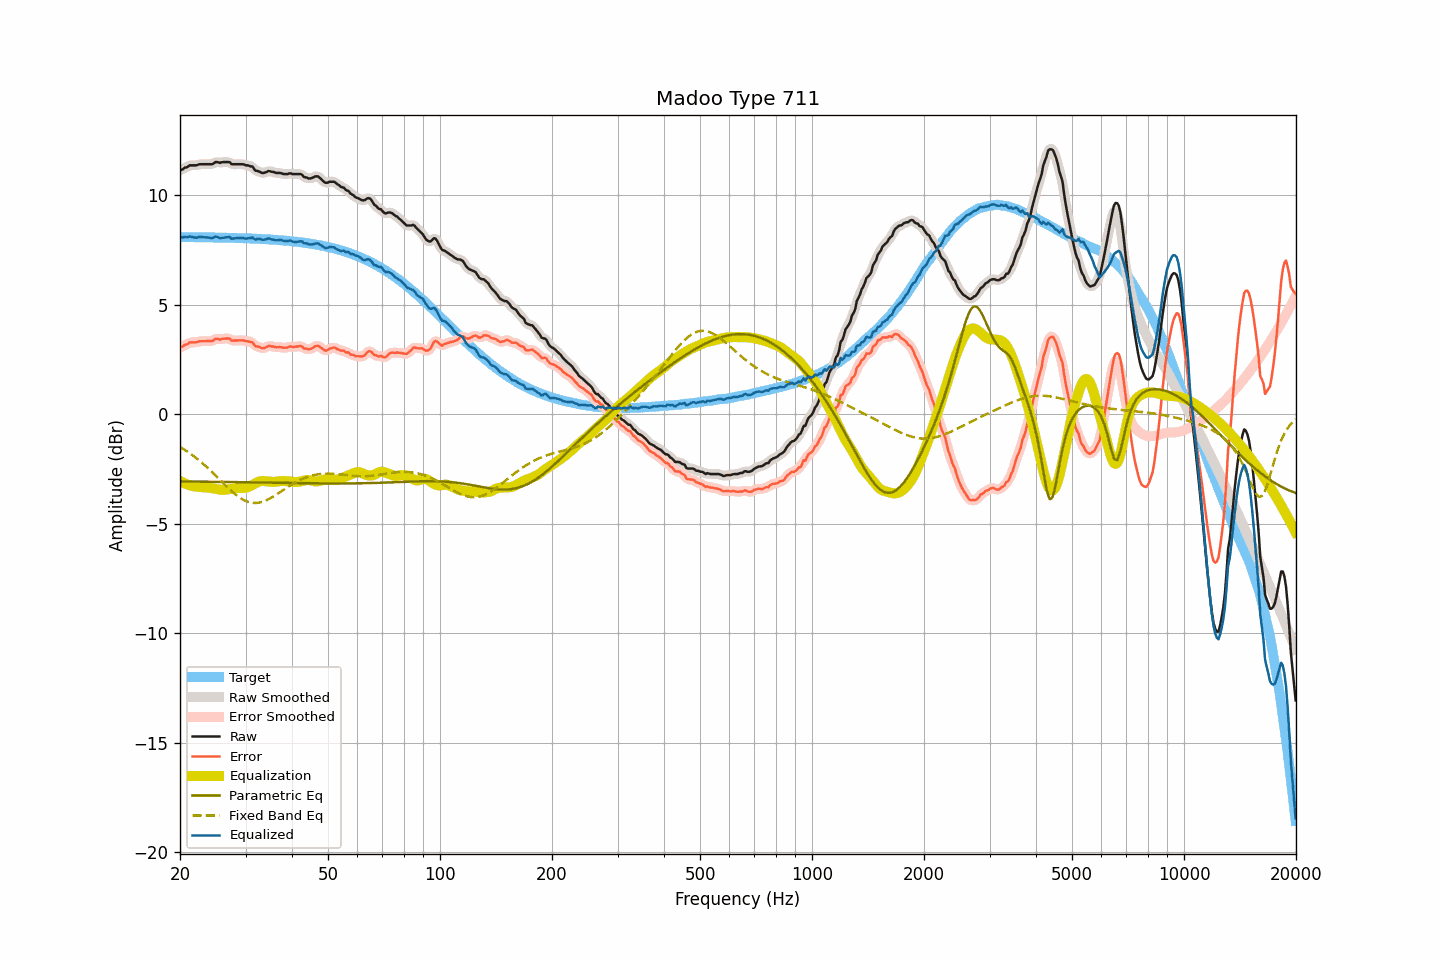 Madoo Type 711
Amplitude (dBr)
10
5
0
−5
−10
−15
−20
Target
Raw Smoothed
Error Smoothed
Raw
Error
Equalization
Parametric Eq
Fixed Band Eq
Equalized
20 50 100 200 500 1000 2000 5000 10000 20000
Frequency (Hz)